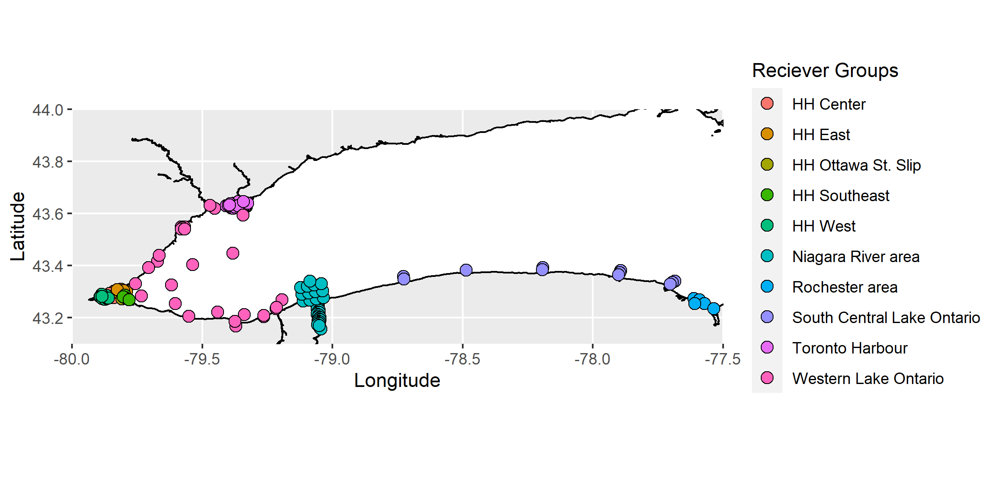 Reciever Groups
HH Center
HH East
HH Ottawa St. Slip
HH Southeast
HH West
Niagara River area
Rochester area
South Central Lake Ontario
Toronto Harbour
Western Lake Ontario
Latitude
44.0
43.8
43.6
43.4
43.2
-80.0 -79.5 -79.0 -78.5 -78.0 -77.5
Longitude